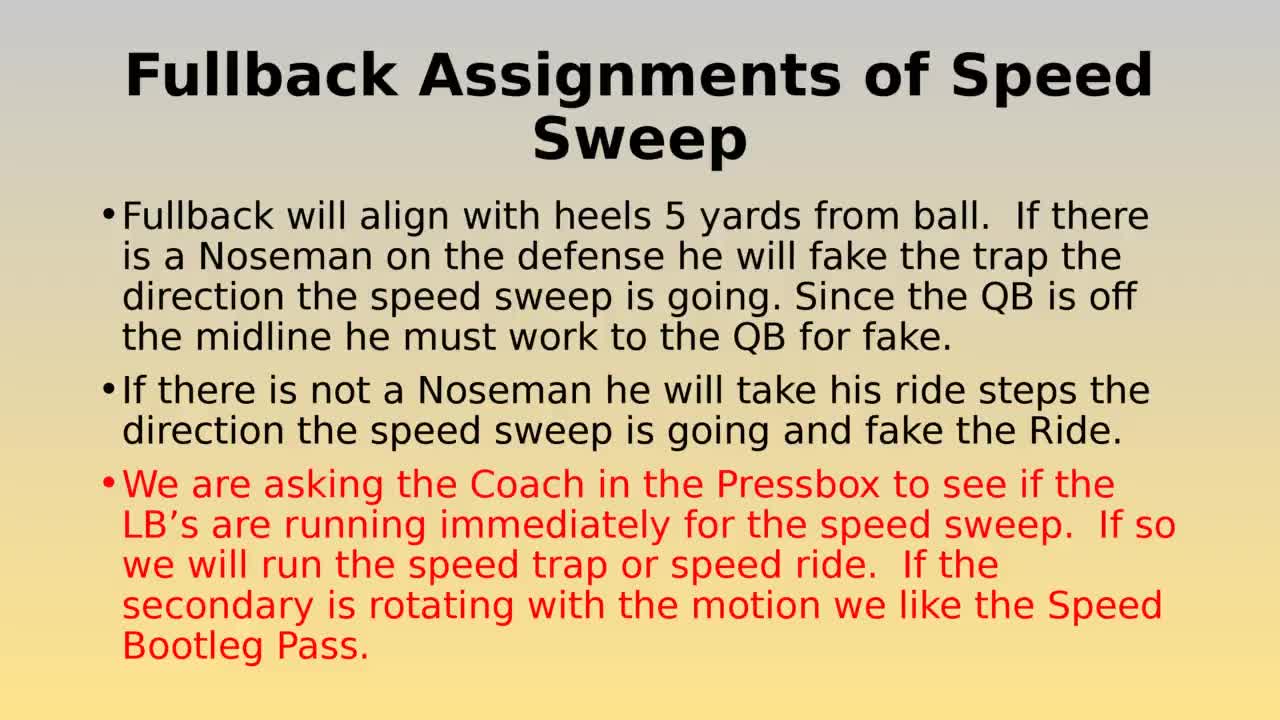 Fullback Assignments of Speed
Sweep
•Fullback will align with heels 5 yards from ball.  If there
is a Noseman on the defense he will fake the trap the
direction the speed sweep is going. Since the QB is off
the midline he must work to the QB for fake.
•If there is not a Noseman he will take his ride steps the
direction the speed sweep is going and fake the Ride.
•We are asking the Coach in the Pressbox to see if the
LB’s are running immediately for the speed sweep.  If so
we will run the speed trap or speed ride.  If the
secondary is rotating with the motion we like the Speed
Bootleg Pass.